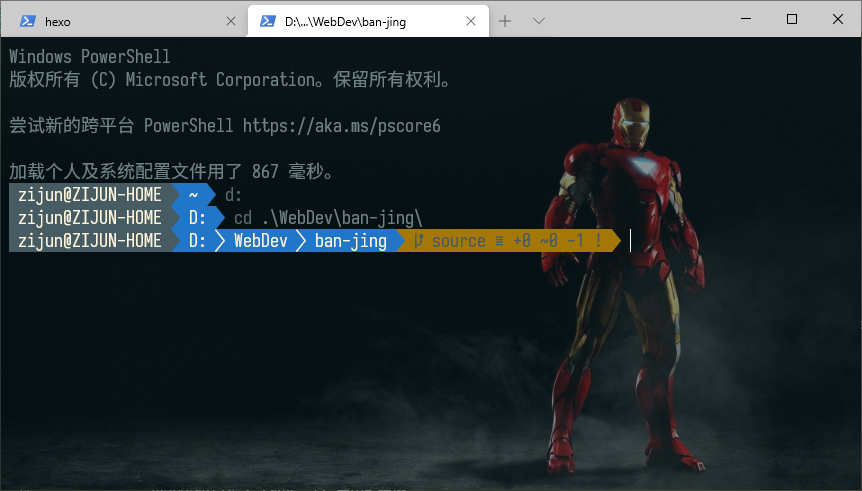 hexo
D:\...\WebDev\ban-jing
Windows PowerShell
版权所有 (C) Microsoft Corporation。保留所有权利。
尝试新的跨平台 PowerShell https://aka.ms/pscore6
加载个人及系统配置文件用了 867 毫秒。
zijun@ZIJUN-HOME ~ d:
zijun@ZIJUN-HOME D: cd .\WebDev\ban-jing\
zijun@ZIJUN-HOME D: WebDev ban-jing source ≡ +0 ~0 -1 !